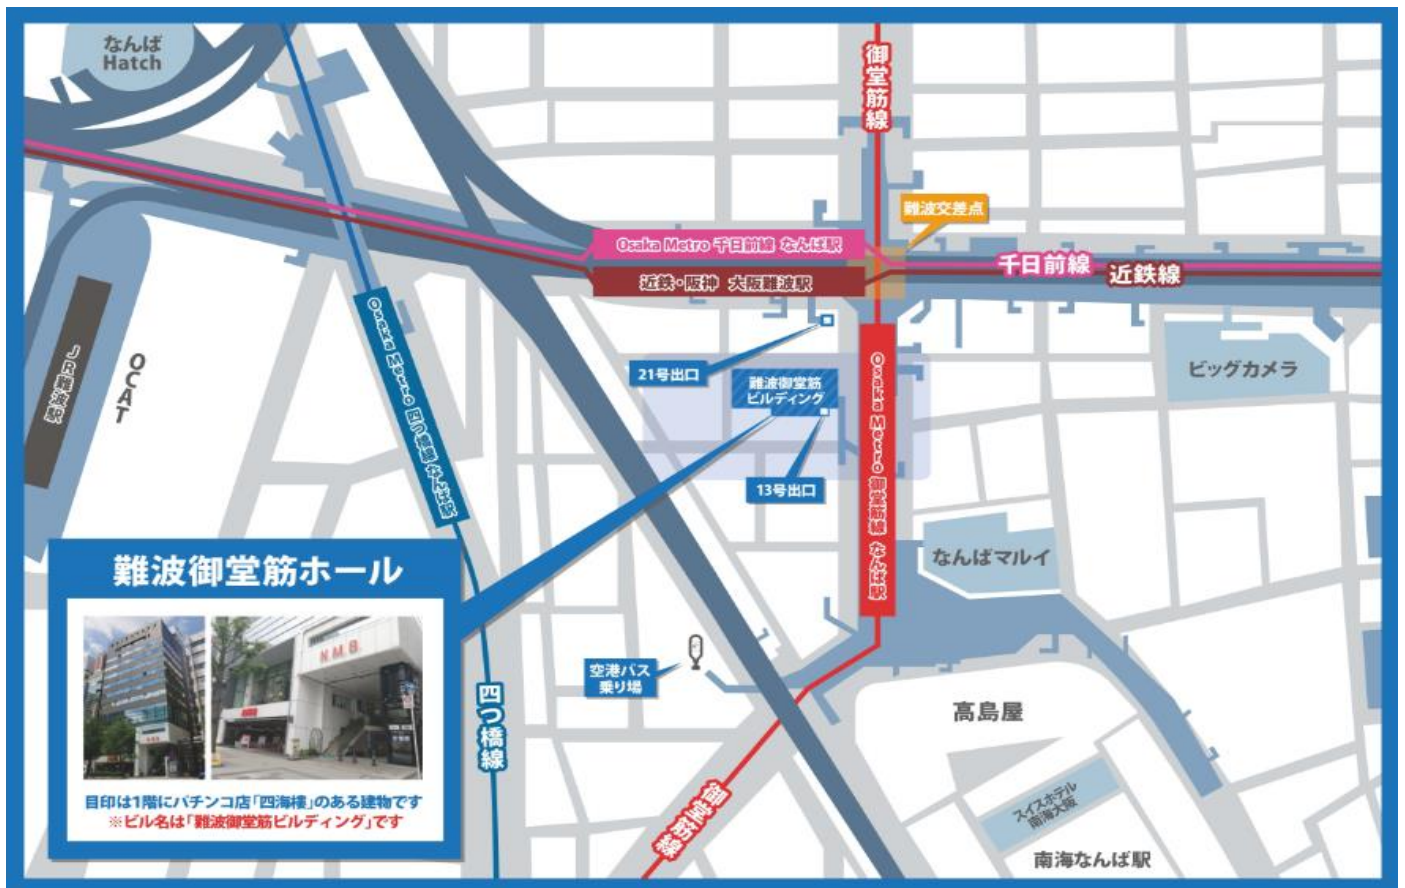 なんば
Hatch
御堂筋線
難波交差点
Osaka Metro 千日前線 なんば駅
近鉄・阪神 大阪難波駅
千日前線
近鉄線
Osaka Metro 四つ橋線 なんば駅
JR難波駅
OCAT
21号出口
難波御堂筋
ビルディング
Osaka Metro 御堂筋線 なんば駅
ビッグカメラ
13号出口
なんばマルイ
難波御堂筋ホール
N.M.B.
目印は1階にパチンコ店「四海樓」のある建物です
※ビル名は「難波御堂筋ビルディング」です
四つ橋線
空港バス
乗り場
御堂筋線
高島屋
スイスホテル
南海大阪
南海なんば駅